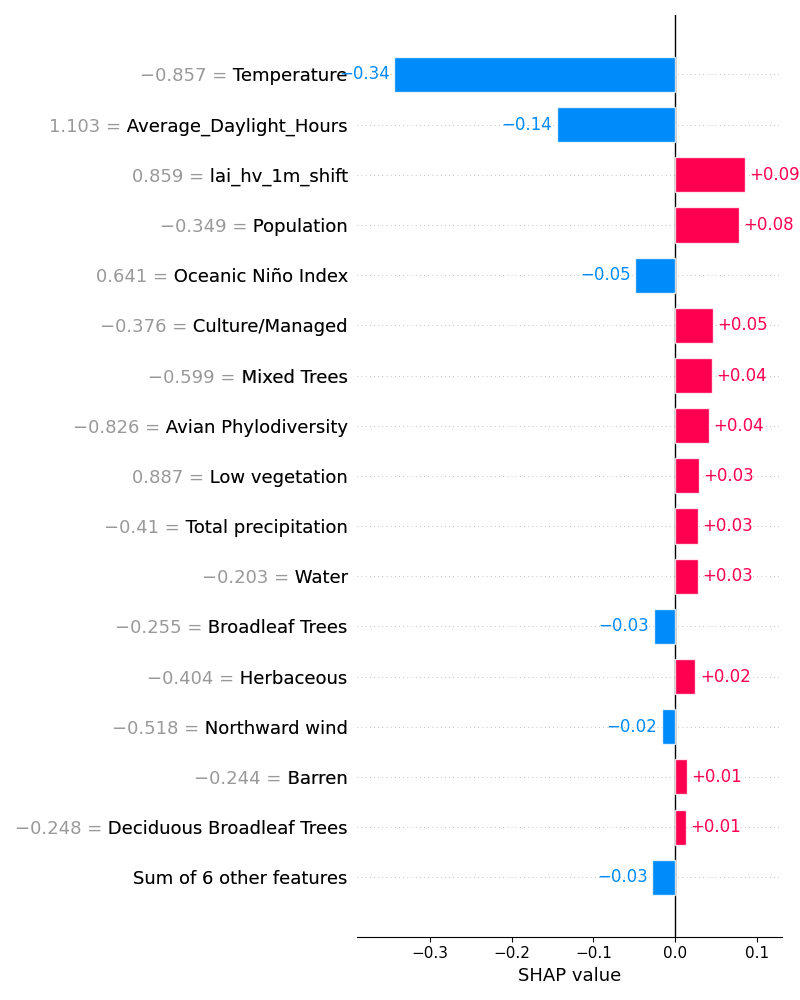 −0.857 = Temperature −0.34
1.103 = Average_Daylight_Hours −0.14
0.859 = lai_hv_1m_shift +0.09
−0.349 = Population +0.08
0.641 = Oceanic Niño Index −0.05
−0.376 = Culture/Managed +0.05
−0.599 = Mixed Trees +0.04
−0.826 = Avian Phylodiversity +0.04
0.887 = Low vegetation +0.03
−0.41 = Total precipitation +0.03
−0.203 = Water +0.03
−0.255 = Broadleaf Trees −0.03
−0.404 = Herbaceous +0.02
−0.518 = Northward wind −0.02
−0.244 = Barren +0.01
−0.248 = Deciduous Broadleaf Trees +0.01
Sum of 6 other features −0.03
−0.3 −0.2 −0.1 0.0 0.1
SHAP value